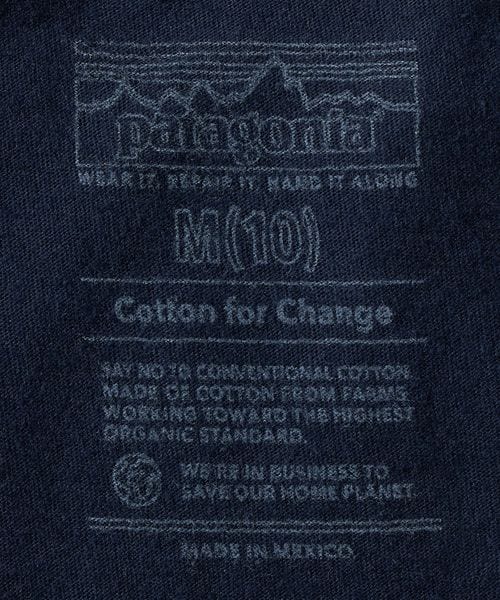 patagonia
WEAR IT, REPAIR IT, HAND IT ALONG
M(10)
Cotton for Change
SAY NO TO CONVENTIONAL COTTON.
MADE OF COTTON FROM FARMS
WORKING TOWARD THE HIGHEST
ORGANIC STANDARD.
WE'RE IN BUSINESS TO
SAVE OUR HOME PLANET.
MADE IN MEXICO.